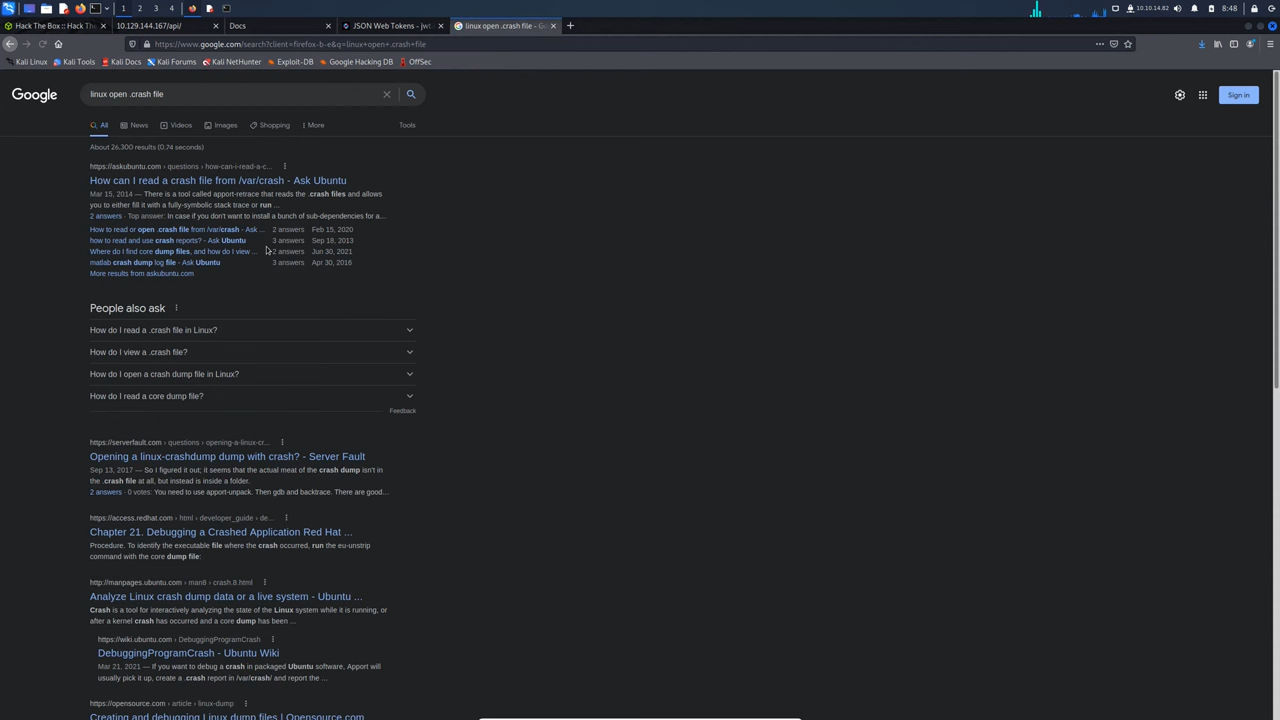 1 2 3 4 10.10.14.82 8:48
Hack The Box :: Hack The 10.129.144.167/api/ Docs JSON Web Tokens - jwt linux open .crash file - Go
https://www.google.com/search?client=firefox-b-e&q=linux+open+.crash+file
Kali Linux Kali Tools Kali Docs Kali Forums Kali NetHunter Exploit-DB Google Hacking DB OffSec
Google linux open .crash file Sign in
All News Videos Images Shopping More Tools
About 26,300 results (0.74 seconds)
https://askubuntu.com › questions › how-can-i-read-a-c...
How can I read a crash file from /var/crash - Ask Ubuntu
Mar 15, 2014 — There is a tool called apport-retrace that reads the .crash files and allows
you to either fill it with a fully-symbolic stack trace or run ...
2 answers · Top answer: In case if you don't want to install a bunch of sub-dependencies for a...
How to read or open .crash file from /var/crash - Ask ... 2 answers Feb 15, 2020
how to read and use crash reports? - Ask Ubuntu 3 answers Sep 18, 2013
Where do I find core dump files, and how do I view ... 2 answers Jun 30, 2021
matlab crash dump log file - Ask Ubuntu 3 answers Apr 30, 2016
More results from askubuntu.com
People also ask
How do I read a .crash file in Linux?
How do I view a .crash file?
How do I open a crash dump file in Linux?
How do I read a core dump file?
Feedback
https://serverfault.com › questions › opening-a-linux-cr...
Opening a linux-crashdump dump with crash? - Server Fault
Sep 13, 2017 — So I figured it out; it seems that the actual meat of the crash dump isn't in
the .crash file at all, but instead is inside a folder.
2 answers · 0 votes: You need to use apport-unpack. Then gdb and backtrace. There are good...
https://access.redhat.com › html › developer_guide › de...
Chapter 21. Debugging a Crashed Application Red Hat ...
Procedure. To identify the executable file where the crash occurred, run the eu-unstrip
command with the core dump file:
http://manpages.ubuntu.com › man8 › crash.8.html
Analyze Linux crash dump data or a live system - Ubuntu ...
Crash is a tool for interactively analyzing the state of the Linux system while it is running, or
after a kernel crash has occurred and a core dump has been ...
https://wiki.ubuntu.com › DebuggingProgramCrash
DebuggingProgramCrash - Ubuntu Wiki
Mar 21, 2021 — If you want to debug a crash in packaged Ubuntu software, Apport will
usually pick it up, create a .crash report in /var/crash/ and report the ...
https://opensource.com › article › linux-dump
Creating and debugging Linux dump files | Opensource.com